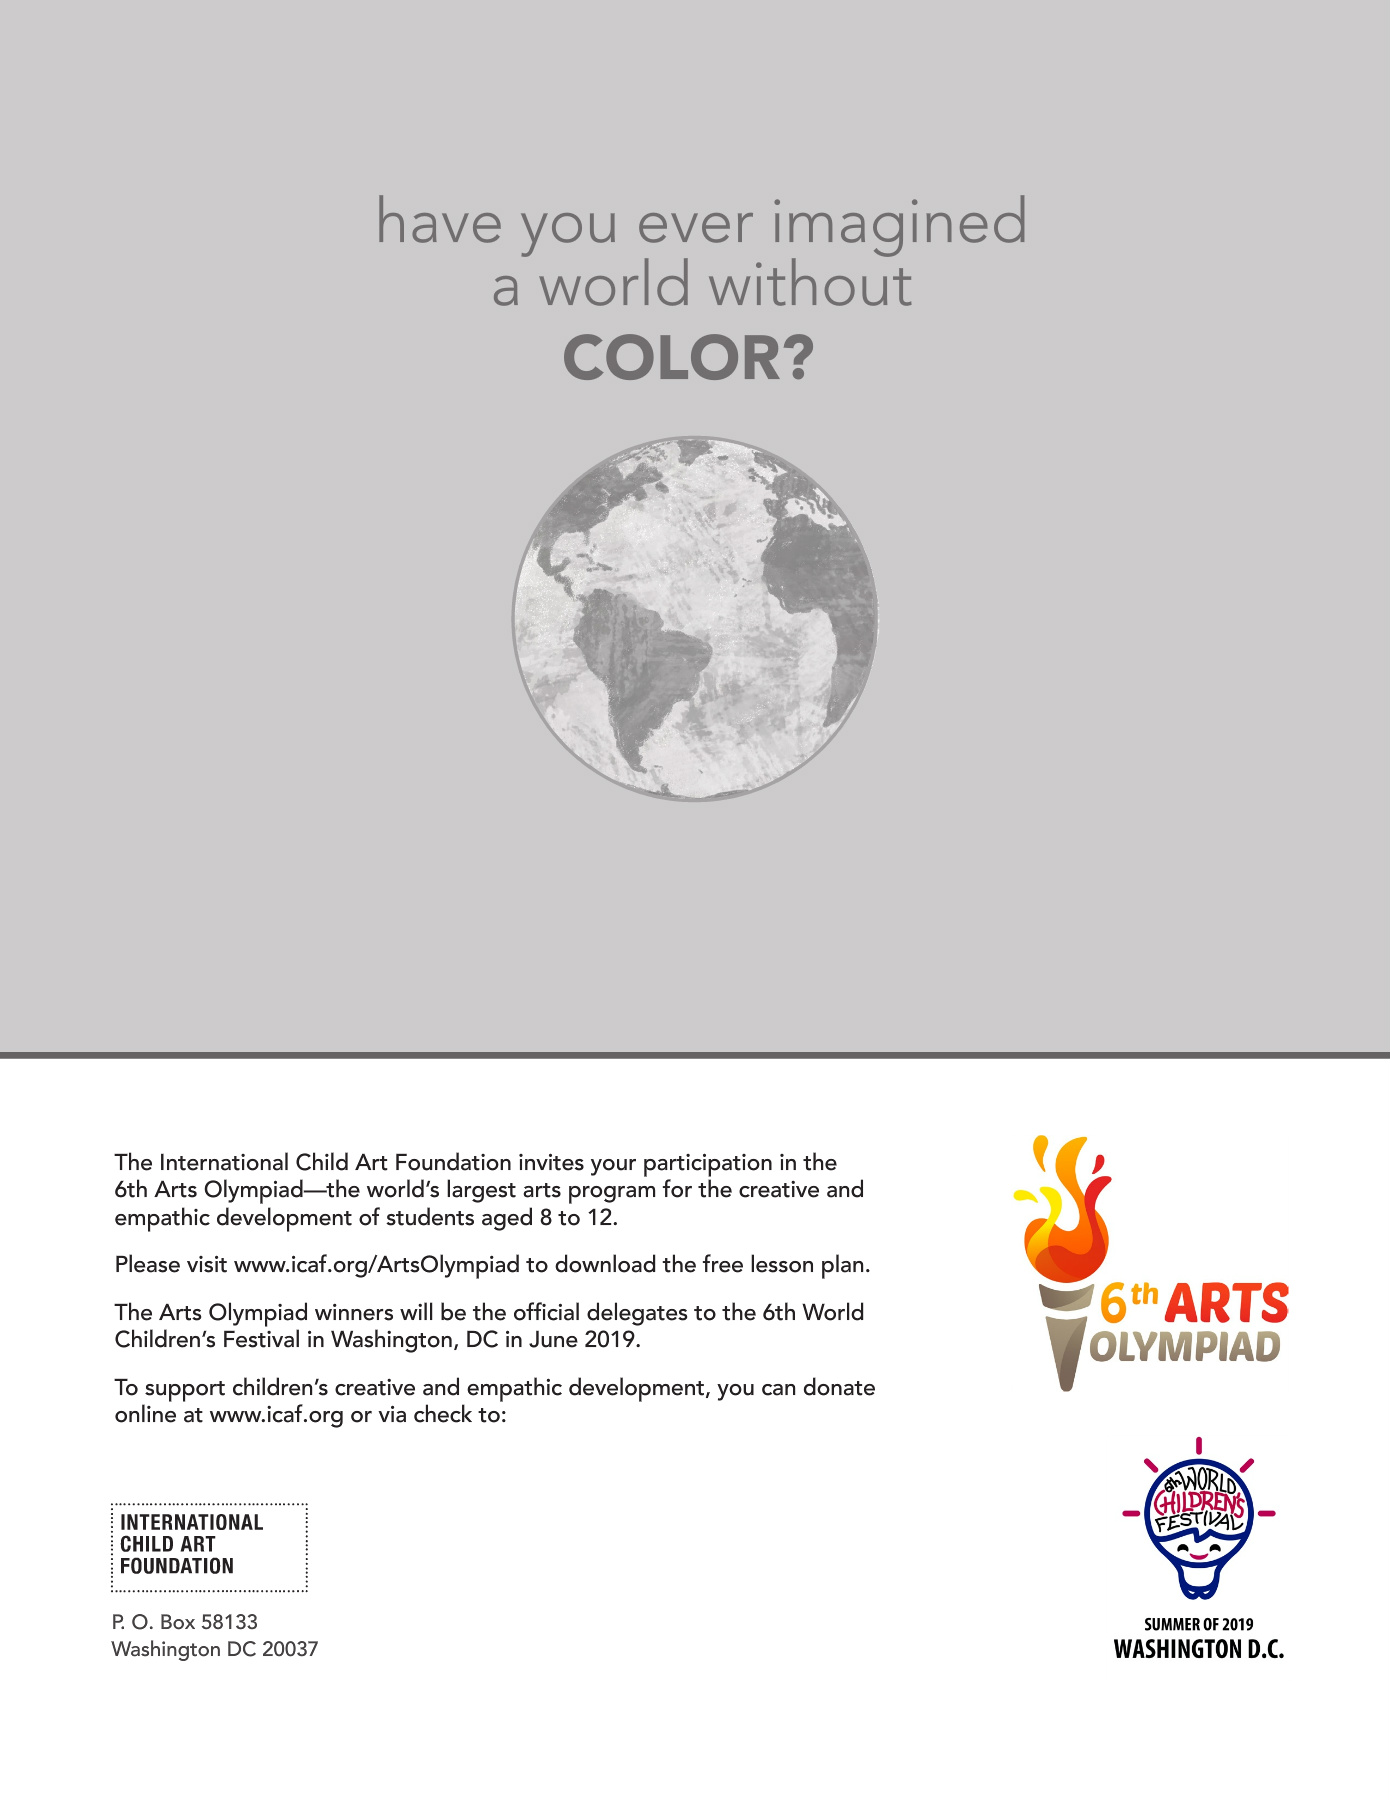 have you ever imagined
a world without
COLOR?
The International Child Art Foundation invites your participation in the
6th Arts Olympiad—the world’s largest arts program for the creative and
empathic development of students aged 8 to 12.
Please visit www.icaf.org/ArtsOlympiad to download the free lesson plan.
The Arts Olympiad winners will be the official delegates to the 6th World
Children’s Festival in Washington, DC in June 2019.
To support children’s creative and empathic development, you can donate
online at www.icaf.org or via check to:
INTERNATIONAL
CHILD ART
FOUNDATION
P. O. Box 58133
Washington DC 20037
6th ARTS
OLYMPIAD
6th WORLD
CHILDREN'S
FESTIVAL
SUMMER OF 2019
WASHINGTON D.C.